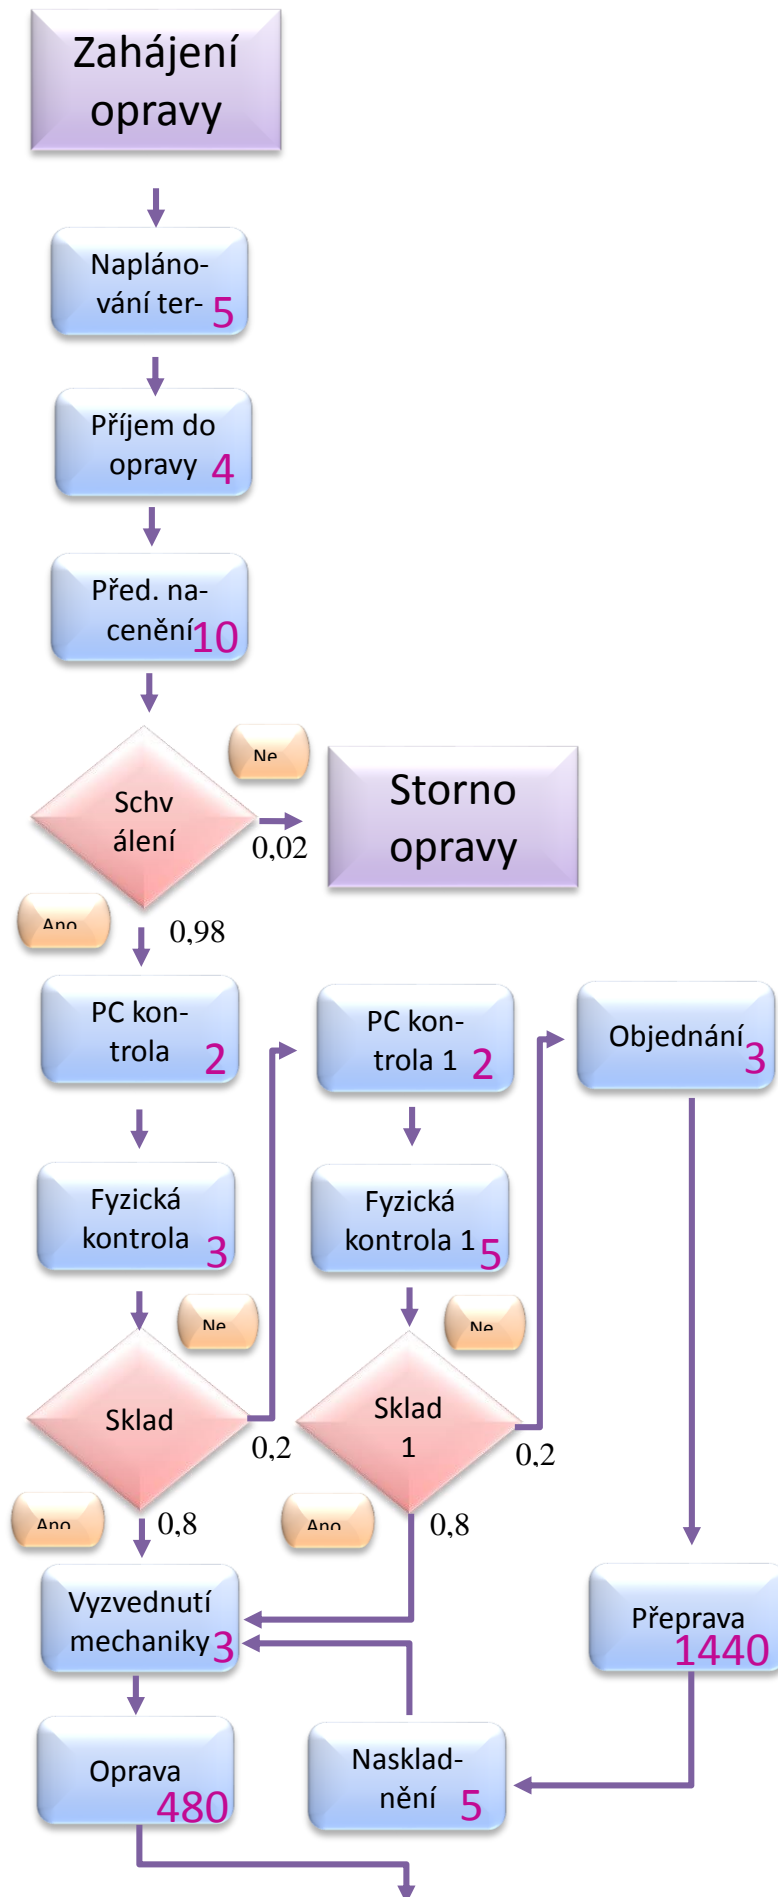 Zahájení
opravy
Napláno-
vání ter-
5
Příjem do
opravy
4
Před. na-
cenění
10
Ne
Schv
álení
Storno
opravy
0,02
Ano
0,98
PC kon-
trola
2
PC kon-
trola 1
2
Objednání
3
Fyzická
kontrola
3
Fyzická
kontrola 1
5
Ne
Ne
Sklad
0,2
Sklad
1
0,2
Ano
0,8
Ano
0,8
Vyzvednutí
mechaniky
3
Přeprava
1440
Oprava
480
Nasklad-
nění
5